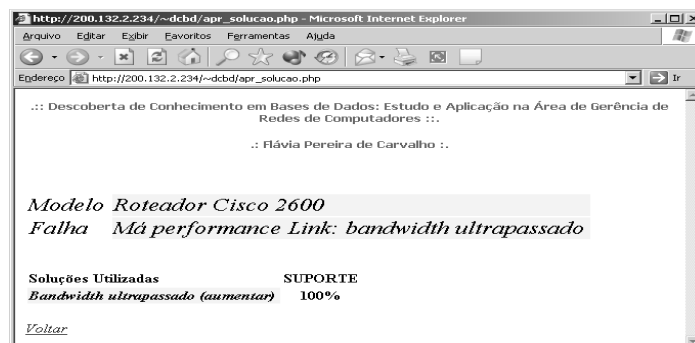 http://200.132.2.234/~dcbd/apr_solucao.php - Microsoft Internet Explorer
Arquivo Editar Exibir Favoritos Ferramentas Ajuda
Endereço http://200.132.2.234/~dcbd/apr_solucao.php Ir
.:: Descoberta de Conhecimento em Bases de Dados: Estudo e Aplicação na Área de Gerência de
Redes de Computadores ::.
.: Flávia Pereira de Carvalho :.
Modelo Roteador Cisco 2600
Falha Má performance Link: bandwidth ultrapassado
Soluções Utilizadas SUPORTE
Bandwidth ultrapassado (aumentar) 100%
Voltar